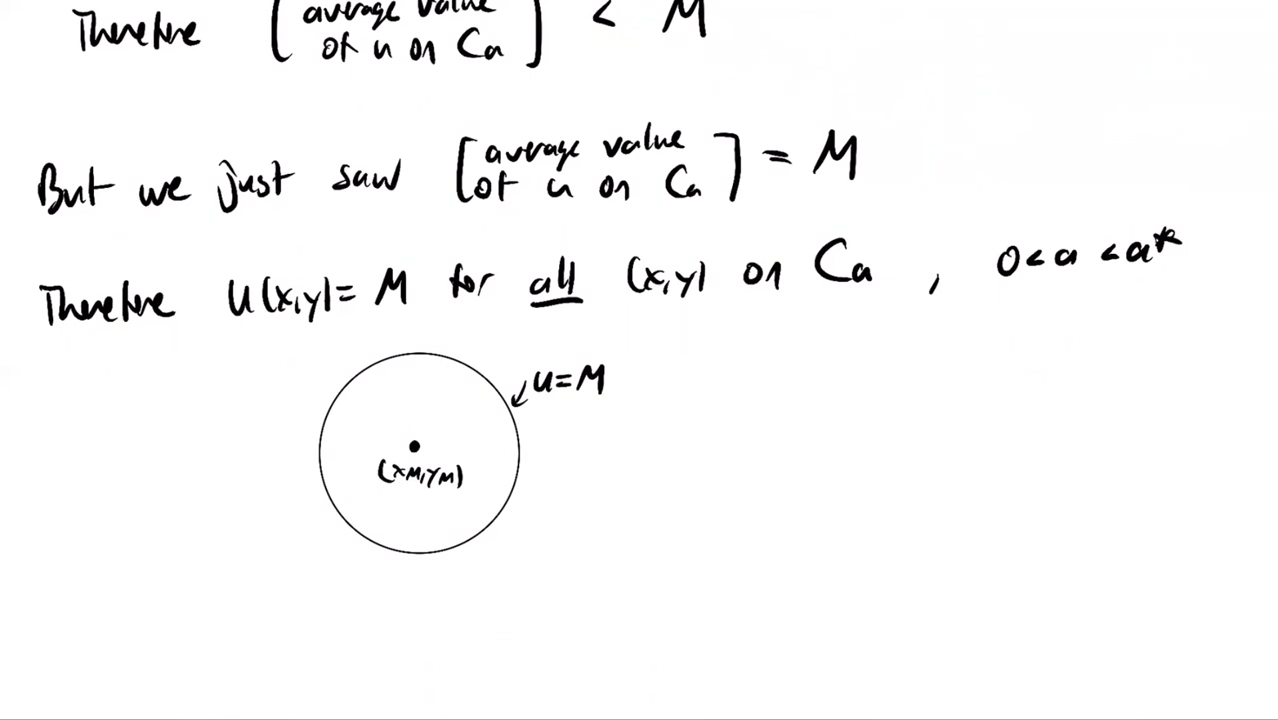 Therefore [average value of u on Ca] < M
But we just saw [average value of u on Ca] = M
Therefore u(x,y)= M for all (x,y) on Ca , 0<a<a*
u=M
(xM,yM)